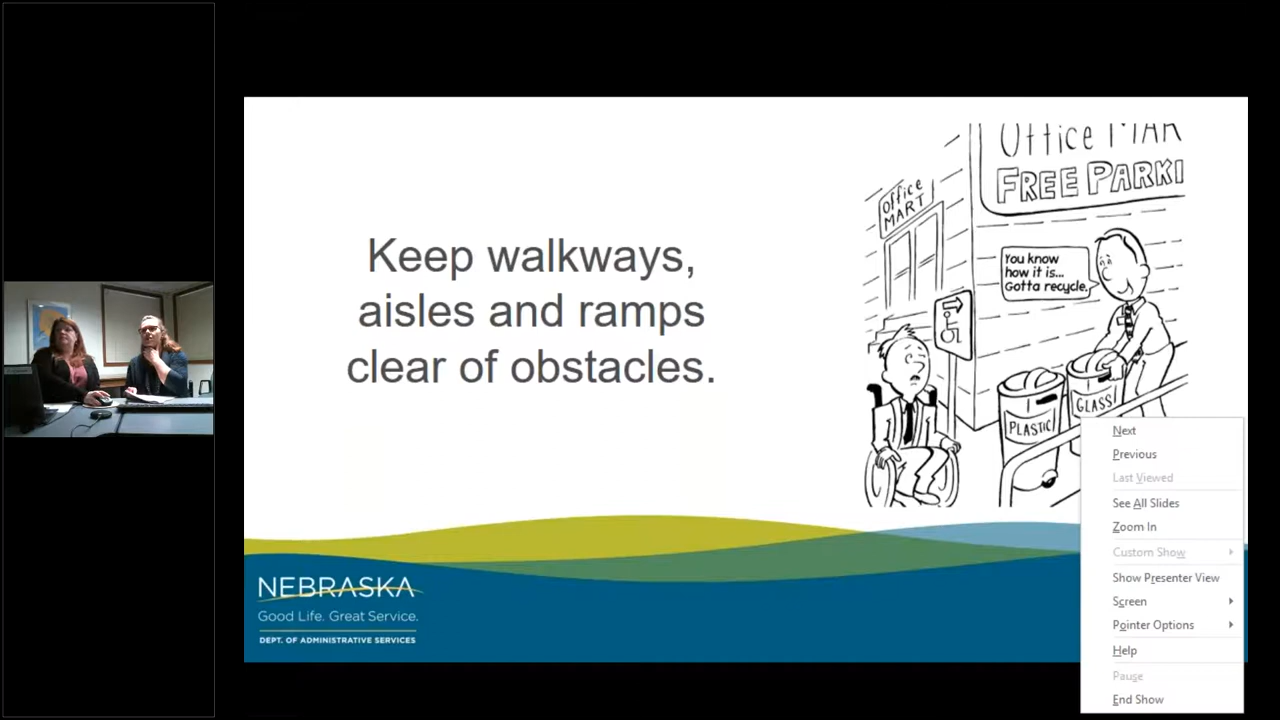 Keep walkways,
aisles and ramps
clear of obstacles.
Office MAR
FREE PARKI
Office
MART
You know
how it is...
Gotta recycle.
PLASTIC
GLASS
NEBRASKA
Good Life. Great Service.
DEPT. OF ADMINISTRATIVE SERVICES
Next
Previous
Last Viewed
See All Slides
Zoom In
Custom Show
Show Presenter View
Screen
Pointer Options
Help
Pause
End Show